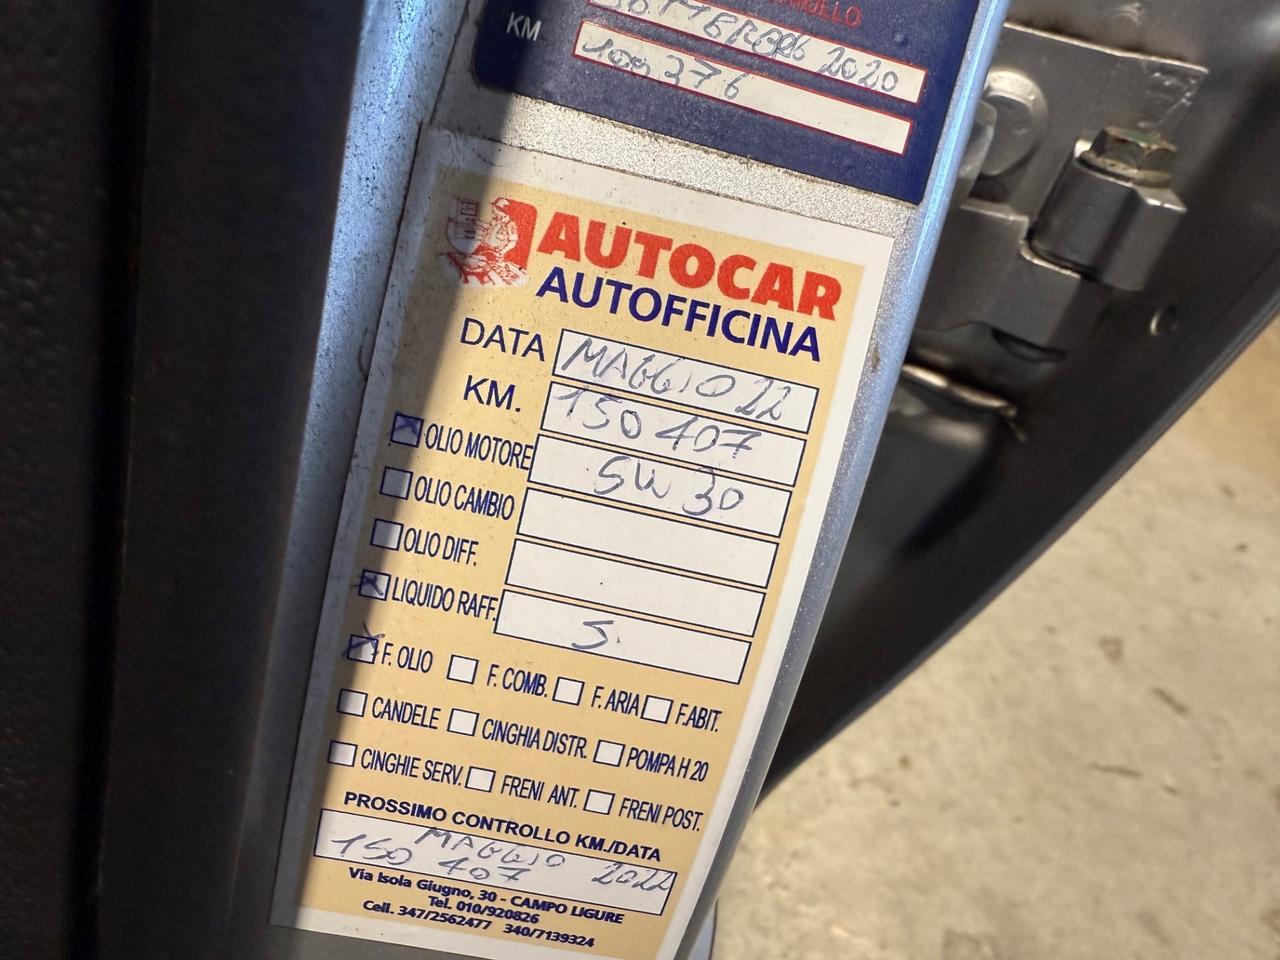 2020
KM
109376
AUTOCAR
AUTOFFICINA
DATA MAGGIO 22
KM. 150407
OLIO MOTORE 5W30
OLIO CAMBIO
OLIO DIFF.
LIQUIDO RAFF. S.
F. OLIO F. COMB. F. ARIA F.ABIT.
CANDELE CINGHIA DISTR. POMPA H 20
CINGHIE SERV. FRENI ANT. FRENI POST.
PROSSIMO CONTROLLO KM./DATA
MAGGIO 2022
150 407
Via Isola Giugno, 30 - CAMPO LIGURE
Tel. 010/920826
Cell. 347/2562477 340/7139324